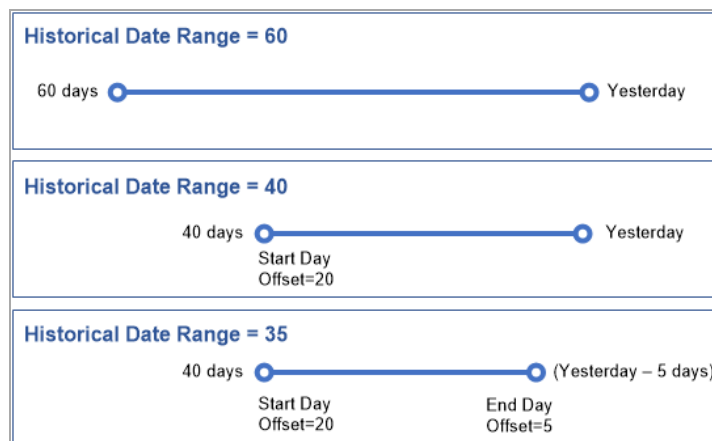 Historical Date Range = 60
60 days
Yesterday
Historical Date Range = 40
40 days
Yesterday
Start Day
Offset=20
Historical Date Range = 35
40 days
(Yesterday – 5 days)
Start Day
Offset=20
End Day
Offset=5